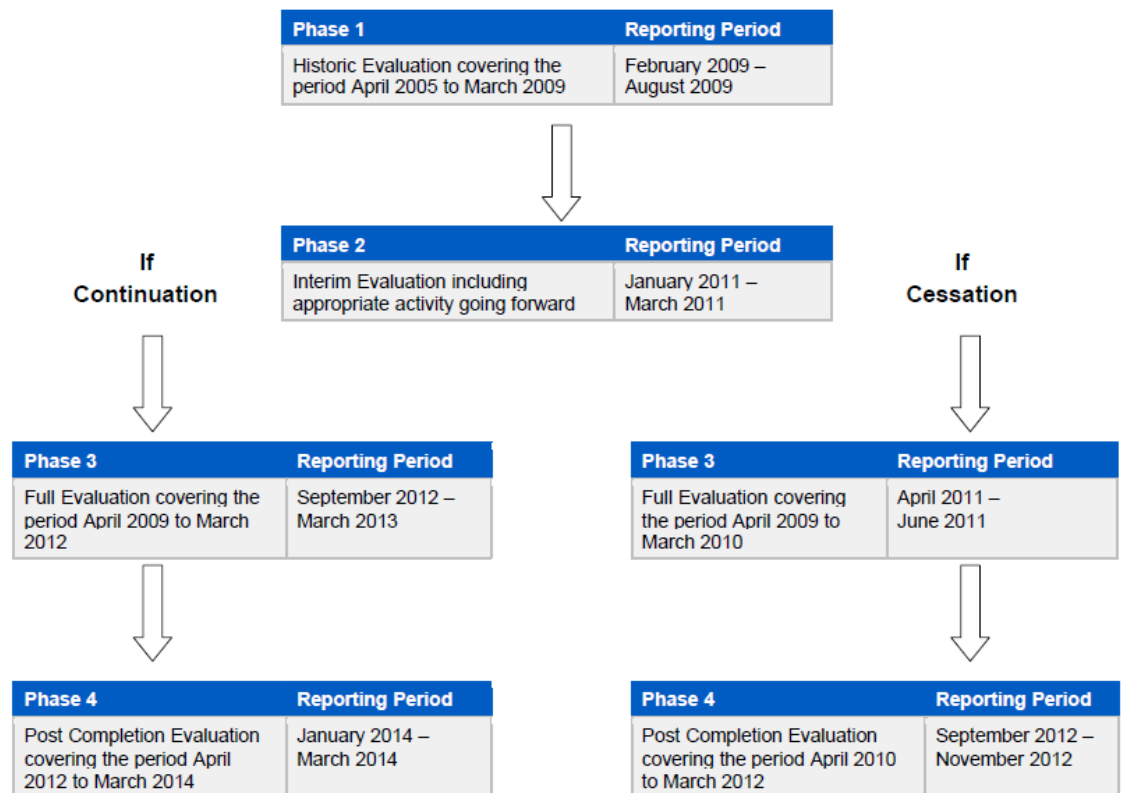 Phase 1 Reporting Period
Historic Evaluation covering the February 2009 –
period April 2005 to March 2009 August 2009
Phase 2 Reporting Period
Interim Evaluation including January 2011 –
appropriate activity going forward March 2011
If
Continuation
If
Cessation
Phase 3 Reporting Period
Full Evaluation covering the September 2012 –
period April 2009 to March March 2013
2012
Phase 3 Reporting Period
Full Evaluation covering April 2011 –
the period April 2009 to June 2011
March 2010
Phase 4 Reporting Period
Post Completion Evaluation January 2014 –
covering the period April March 2014
2012 to March 2014
Phase 4 Reporting Period
Post Completion Evaluation September 2012 –
covering the period April 2010 November 2012
to March 2012